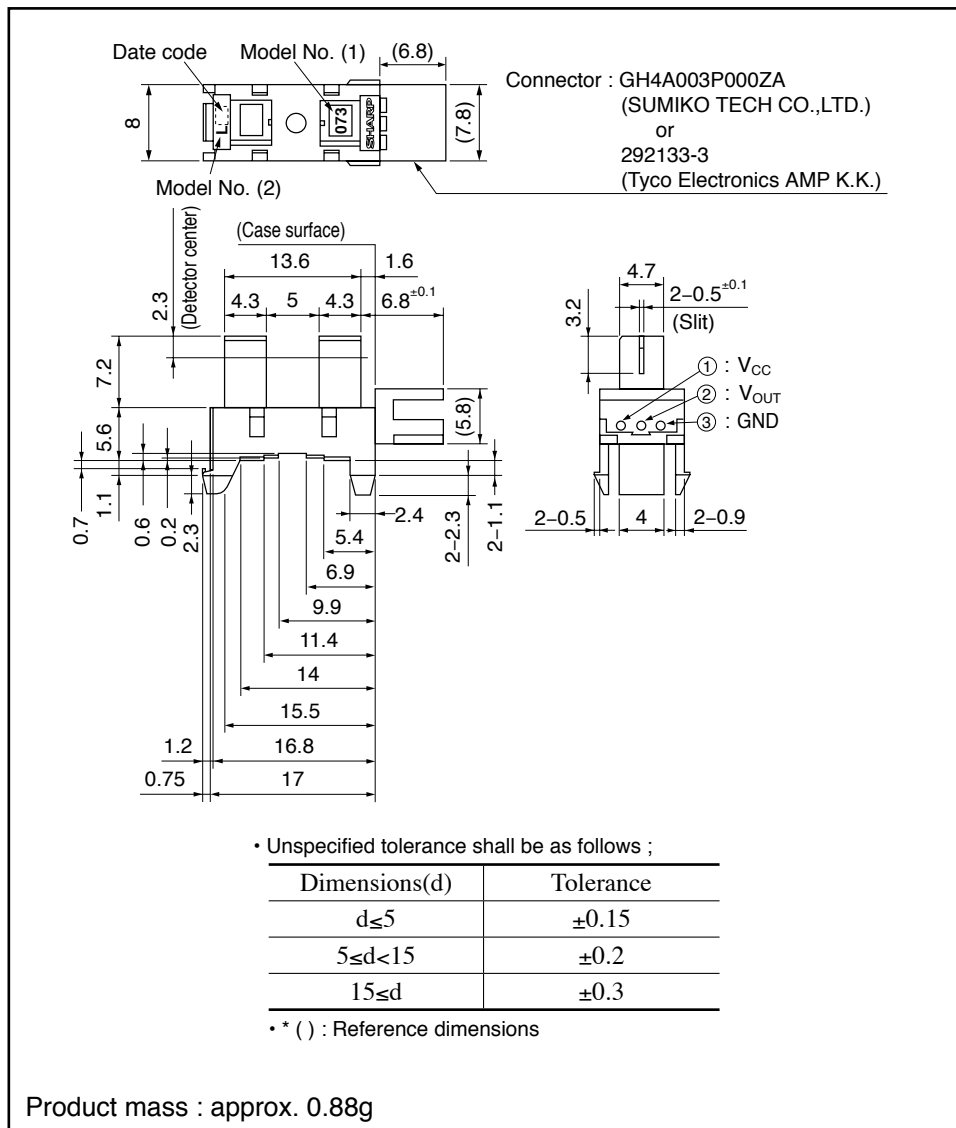 Date code
Model No. (1)
(6.8)
Connector : GH4A003P000ZA
(SUMIKO TECH CO.,LTD.)
or
292133-3
(Tyco Electronics AMP K.K.)
8
L
073
SHARP
(7.8)
Model No. (2)
(Case surface)
2.3
(Detector center)
13.6
1.6
4.3
5
4.3
6.8±0.1
7.2
5.6
(5.8)
0.7
1.1
0.6
0.2
2.3
2.4
2−2.3
2−1.1
5.4
6.9
9.9
11.4
14
15.5
1.2
16.8
0.75
17
4.7
3.2
2−0.5±0.1
(Slit)
① : VCC
② : VOUT
③ : GND
2−0.5
4
2−0.9
• Unspecified tolerance shall be as follows ;
Dimensions(d) Tolerance
d≤5 ±0.15
5≤d<15 ±0.2
15≤d ±0.3
• * ( ) : Reference dimensions
Product mass : approx. 0.88g